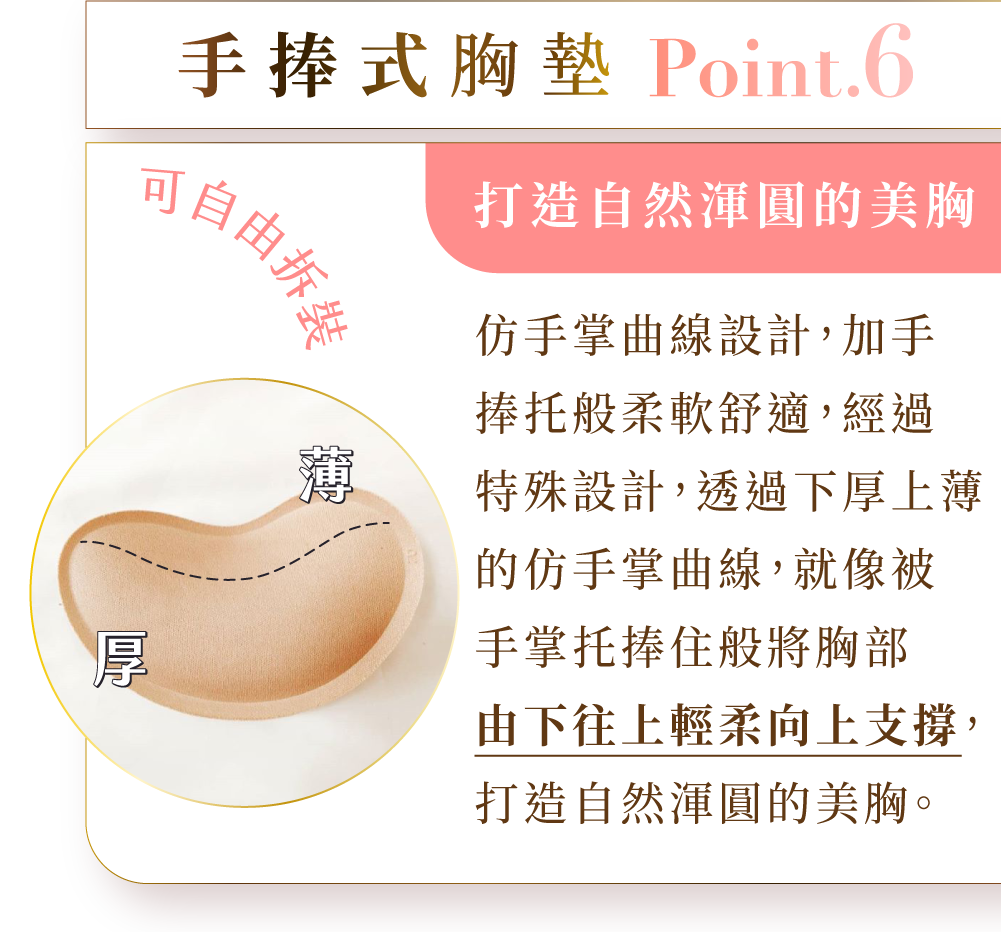 手捧式胸墊 Point.6
可自由拆裝
打造自然渾圓的美胸
仿手掌曲線設計，加手
捧托般柔軟舒適，經過
特殊設計，透過下厚上薄
的仿手掌曲線，就像被
手掌托捧住般將胸部
由下往上輕柔向上支撐，
打造自然渾圓的美胸。
薄
厚